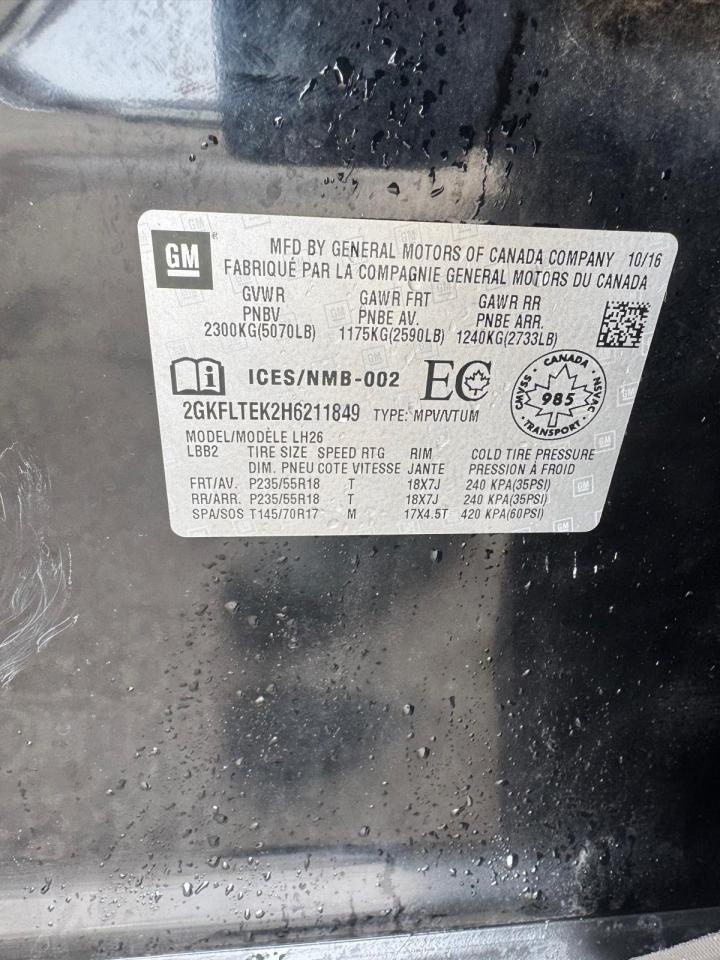 GM®
MFD BY GENERAL MOTORS OF CANADA COMPANY 10/16
FABRIQUÉ PAR LA COMPAGNIE GENERAL MOTORS DU CANADA
GVWR GAWR FRT GAWR RR
PNBV PNBE AV. PNBE ARR.
2300KG(5070LB) 1175KG(2590LB) 1240KG(2733LB)
i ICES/NMB-002 EC
CANADA
CMVSS 985 NSVAC
TRANSPORT
2GKFLTEK2H6211849 TYPE: MPV/VTUM
MODEL/MODÈLE LH26
LBB2 TIRE SIZE SPEED RTG RIM COLD TIRE PRESSURE
DIM. PNEU COTE VITESSE JANTE PRESSION À FROID
FRT/AV. P235/55R18 T 18X7J 240 KPA(35PSI)
RR/ARR. P235/55R18 T 18X7J 240 KPA(35PSI)
SPA/SOS T145/70R17 M 17X4.5T 420 KPA(60PSI)